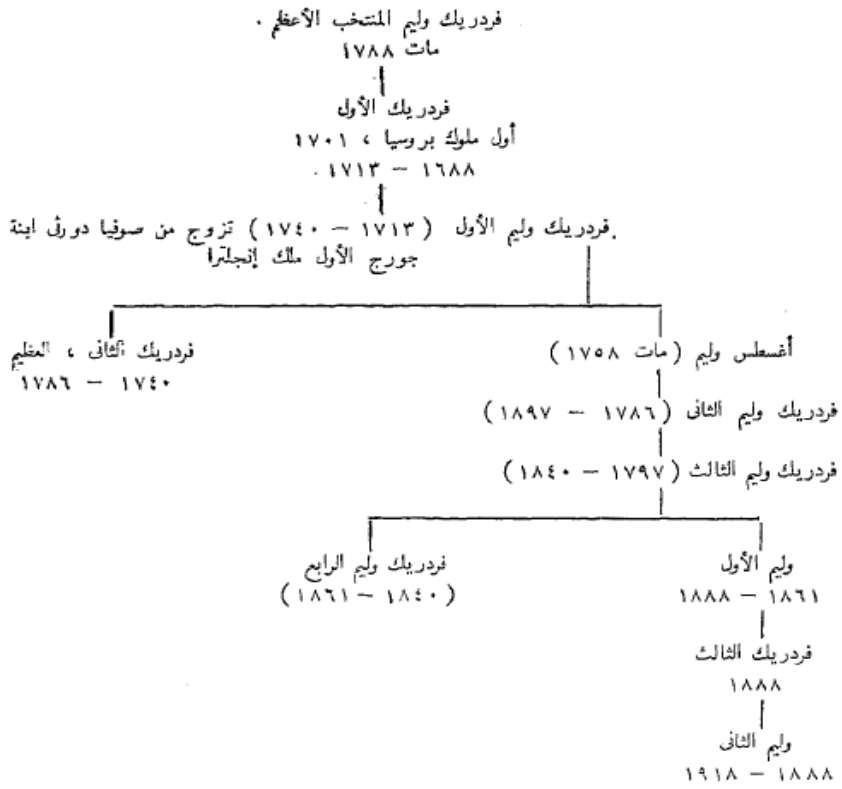 فردريك وليم المنتخب الأعظم .
مات ١٧٨٨
فردريك الأول
أول ملوك بروسيا ، ١٧٠١
١٦٨٨ – ١٧١٣ .
فردريك وليم الأول (١٧١٣ – ١٧٤٠) تزوج من صوفيا دورثى ابنة
جورج الأول ملك إنجلترا
أغسطس وليم (مات ١٧٥٨)
فردريك الثانى ، العظيم
١٧٤٠ – ١٧٨٦
فردريك وليم الثانى (١٧٨٦ – ١٨٩٧)
فردريك وليم الثالث (١٧٩٧ – ١٨٤٠)
وليم الأول
١٨٦١ – ١٨٨٨
فردريك وليم الرابع
(١٨٤٠ – ١٨٦١)
فردريك الثالث
١٨٨٨
وليم الثانى
١٨٨٨ – ١٩١٨